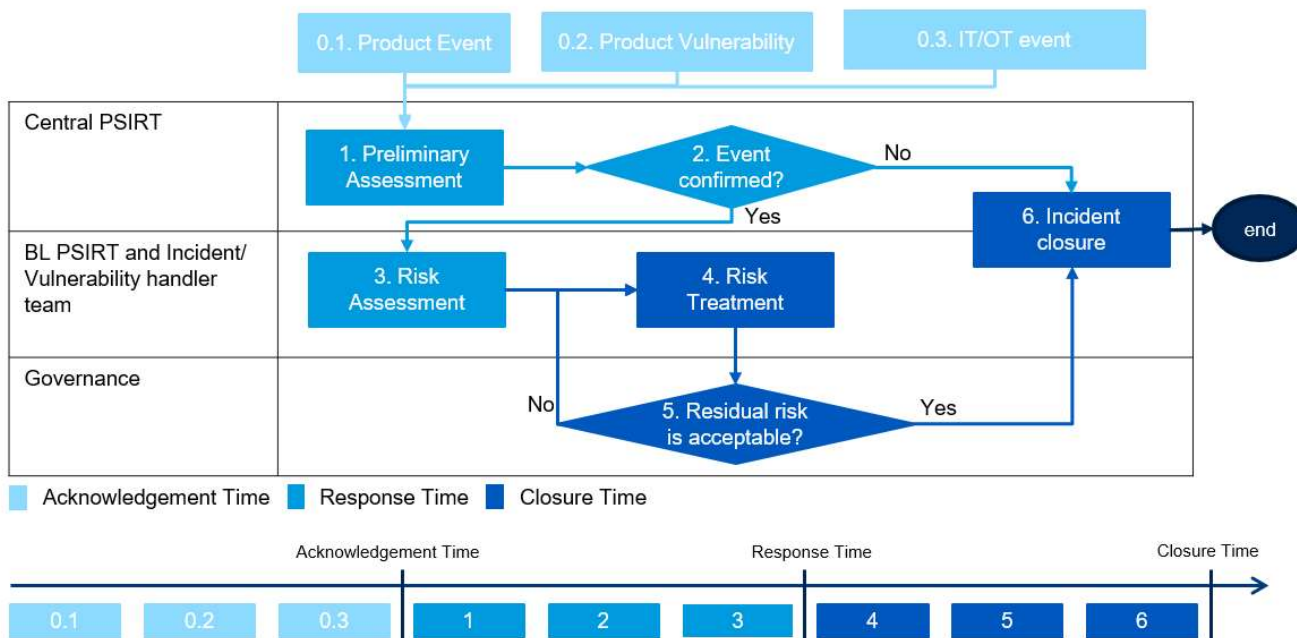 0.1. Product Event
0.2. Product Vulnerability
0.3. IT/OT event
Central PSIRT
1. Preliminary
Assessment
2. Event
confirmed?
No
Yes
6. Incident
closure
end
BL PSIRT and Incident/
Vulnerability handler
team
3. Risk
Assessment
4. Risk
Treatment
Governance
No
5. Residual risk
is acceptable?
Yes
Acknowledgement Time
Response Time
Closure Time
Acknowledgement Time
Response Time
Closure Time
0.1
0.2
0.3
1
2
3
4
5
6